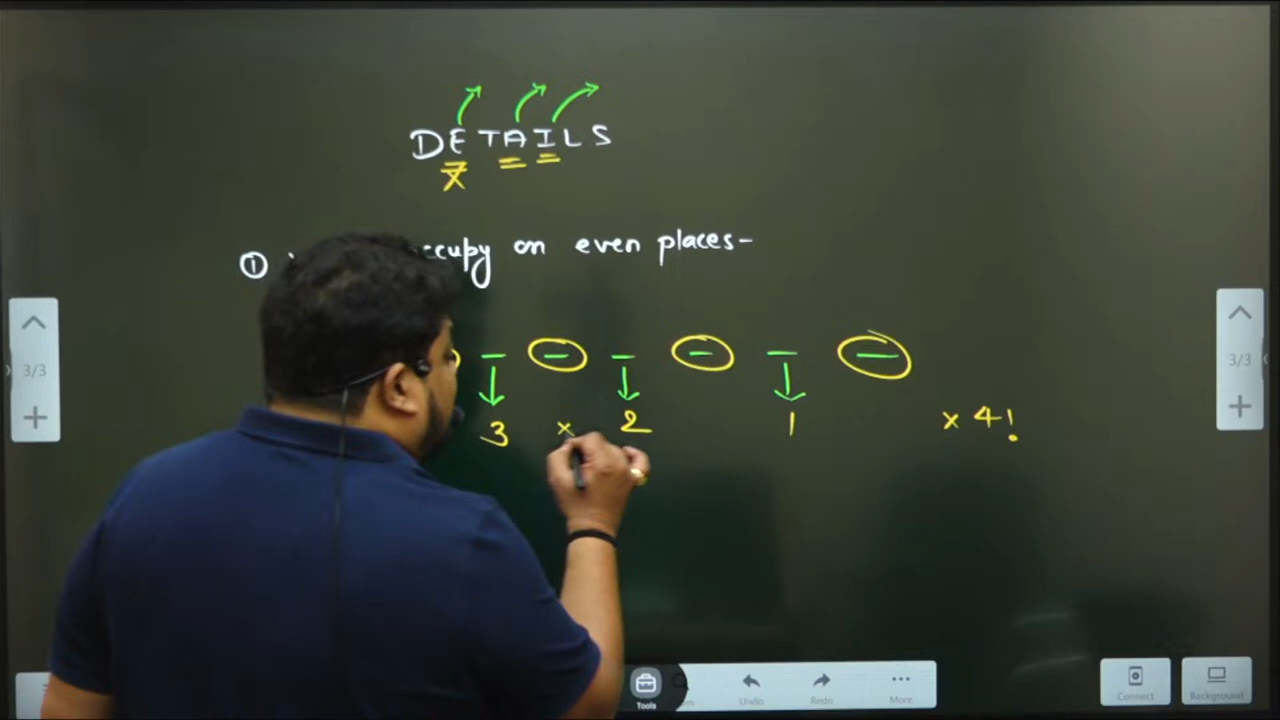 DETAILS
① occupy on even places-
3 x 2 1 x 4!
3/3
3/3
Tools
Undo
Redo
More
Connect
Background